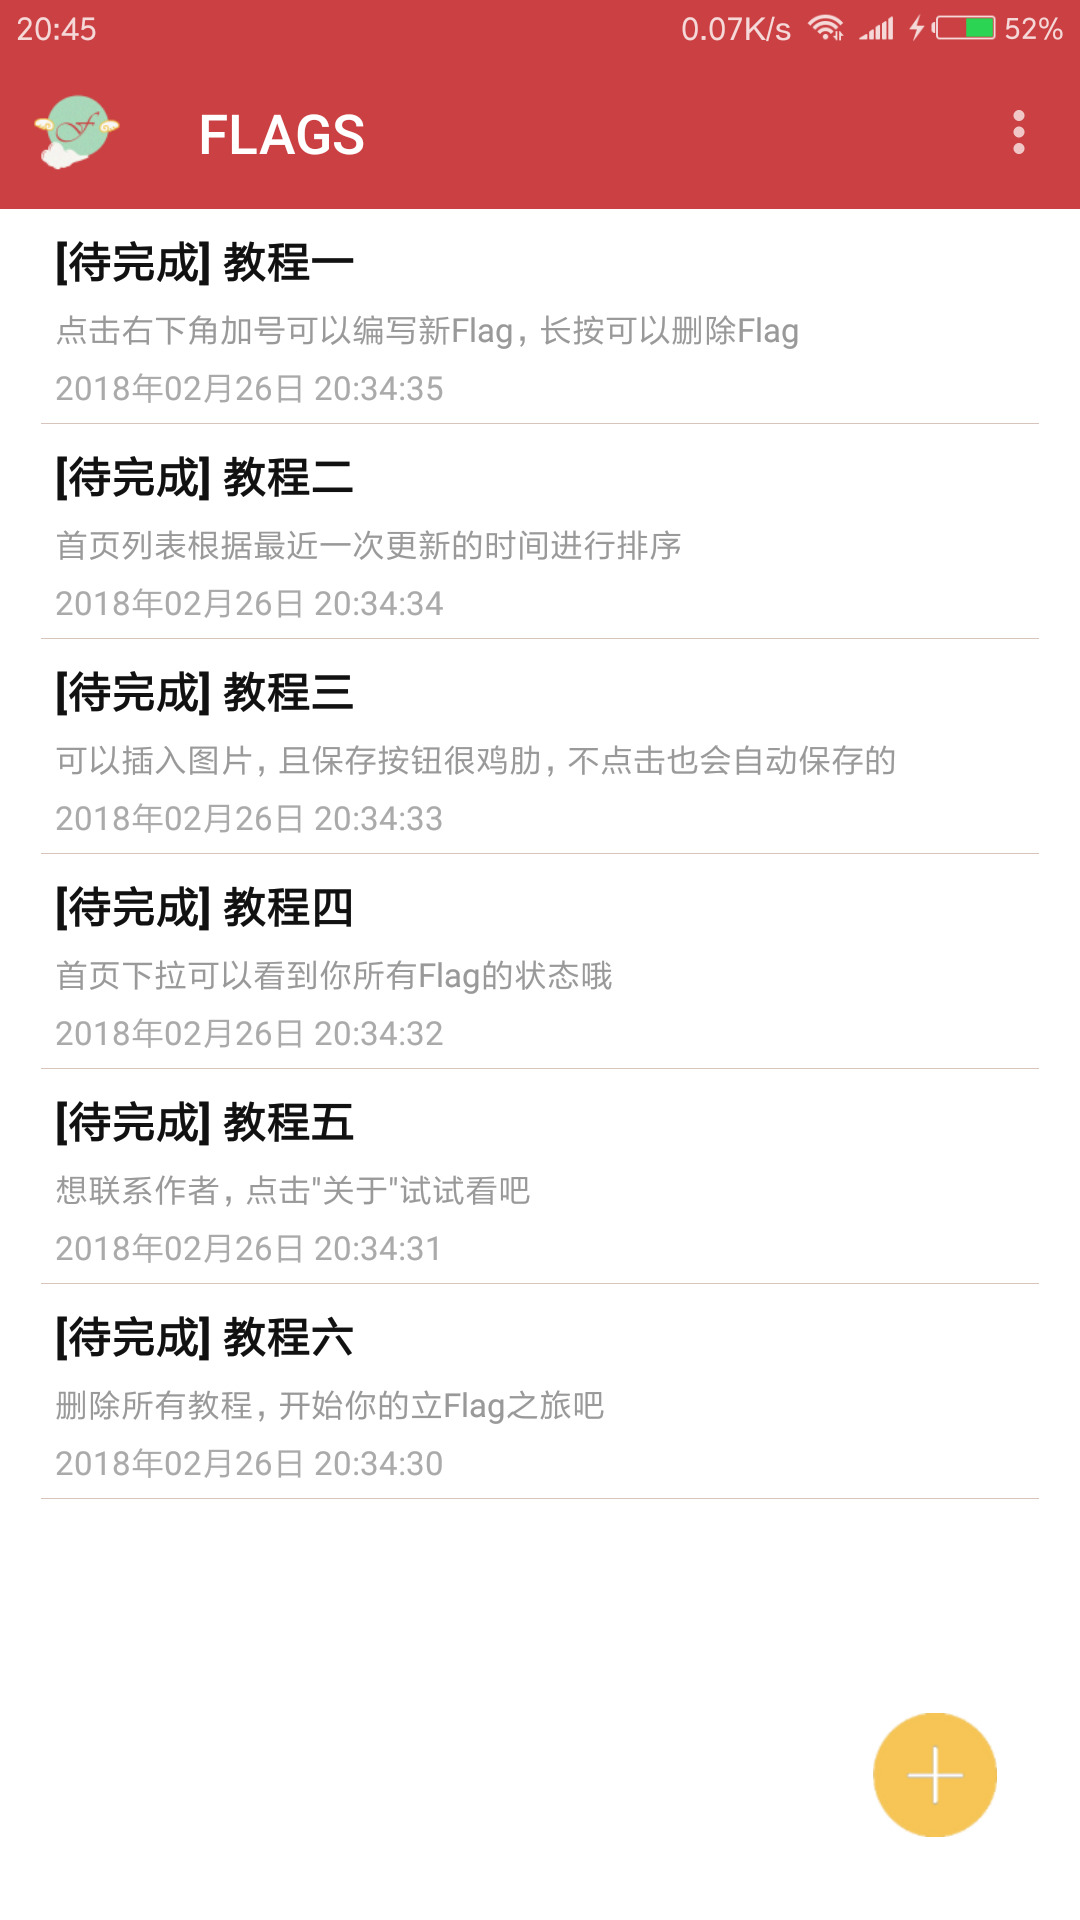 20:45 0.07K/s 52%
F FLAGS
[待完成] 教程一
点击右下角加号可以编写新Flag，长按可以删除Flag
2018年02月26日 20:34:35
[待完成] 教程二
首页列表根据最近一次更新的时间进行排序
2018年02月26日 20:34:34
[待完成] 教程三
可以插入图片，且保存按钮很鸡肋，不点击也会自动保存的
2018年02月26日 20:34:33
[待完成] 教程四
首页下拉可以看到你所有Flag的状态哦
2018年02月26日 20:34:32
[待完成] 教程五
想联系作者，点击"关于"试试看吧
2018年02月26日 20:34:31
[待完成] 教程六
删除所有教程，开始你的立Flag之旅吧
2018年02月26日 20:34:30